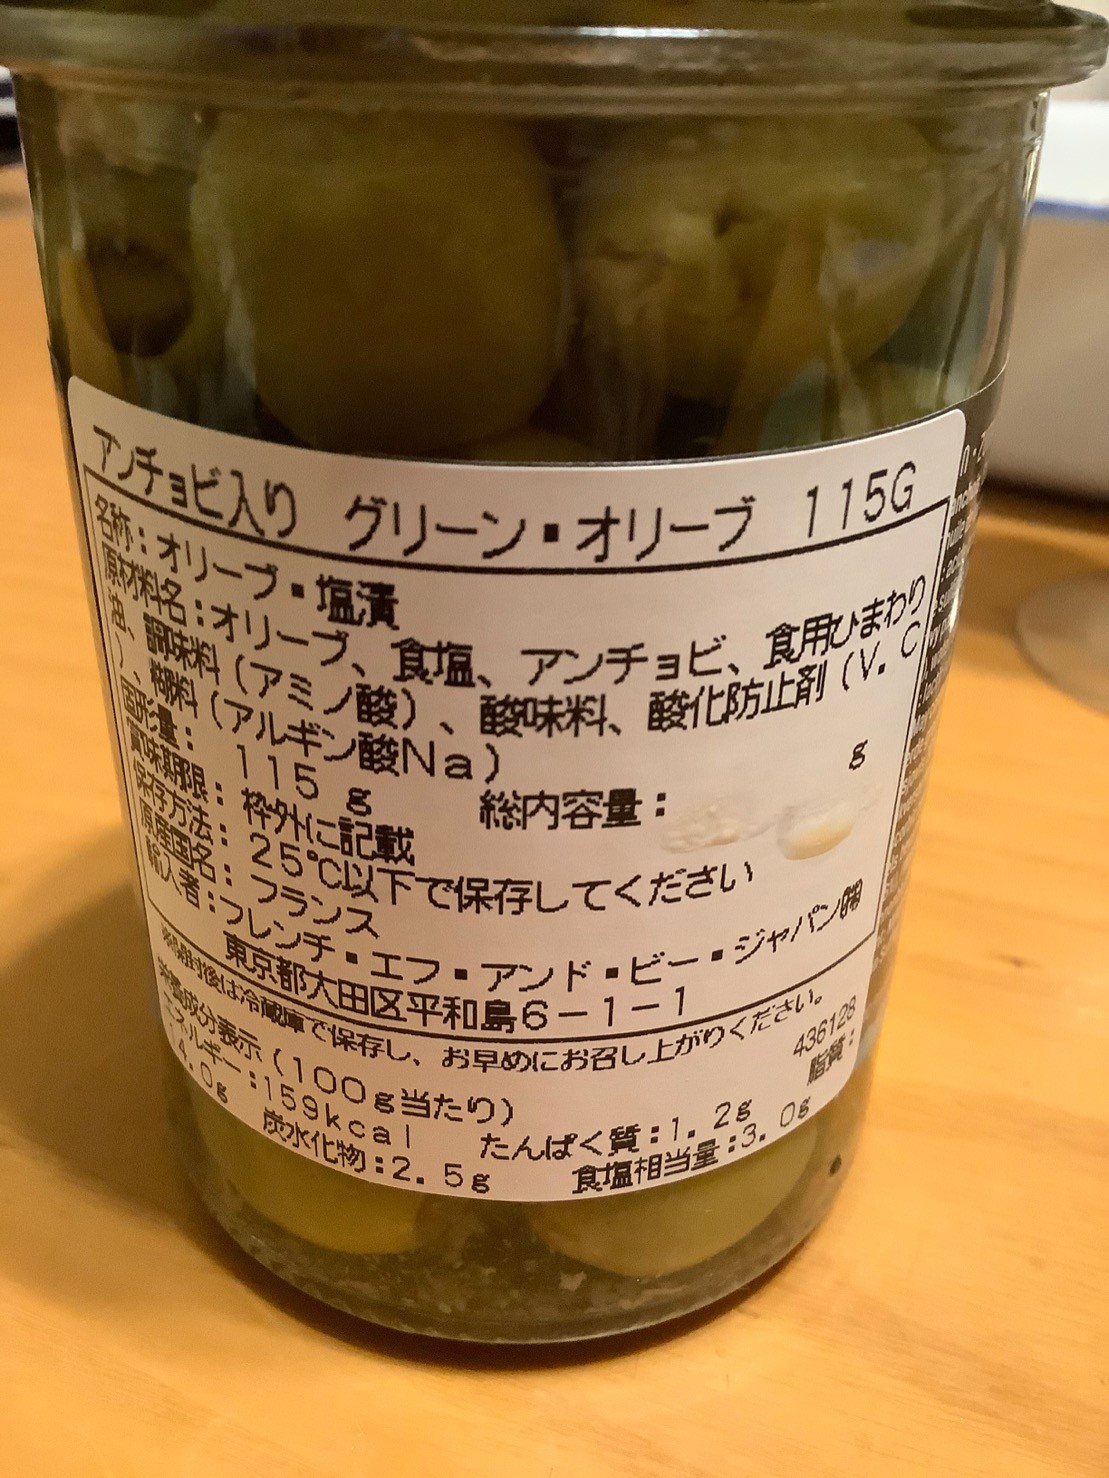 アンチョビ入り グリーン・オリーブ 115G
名称：オリーブ・塩漬
原材料名：オリーブ、食塩、アンチョビ、食用ひまわり
油、調味料（アミノ酸）、酸味料、酸化防止剤（V．C
）、糊料（アルギン酸Na）
固形量： 115g 総内容量： g
賞味期限：枠外に記載
保存方法：25℃以下で保存してください
原産国名：フランス
輸入者：フレンチ・エフ・アンド・ビー・ジャパン㈱
東京都大田区平和島6－1－1
※開封後は冷蔵庫で保存し、お早めにお召し上がりください。
436128
栄養成分表示（100g当たり）
エネルギー：159kcal たんぱく質：1．2g 脂質：
4．0g 炭水化物：2．5g 食塩相当量：3．0g